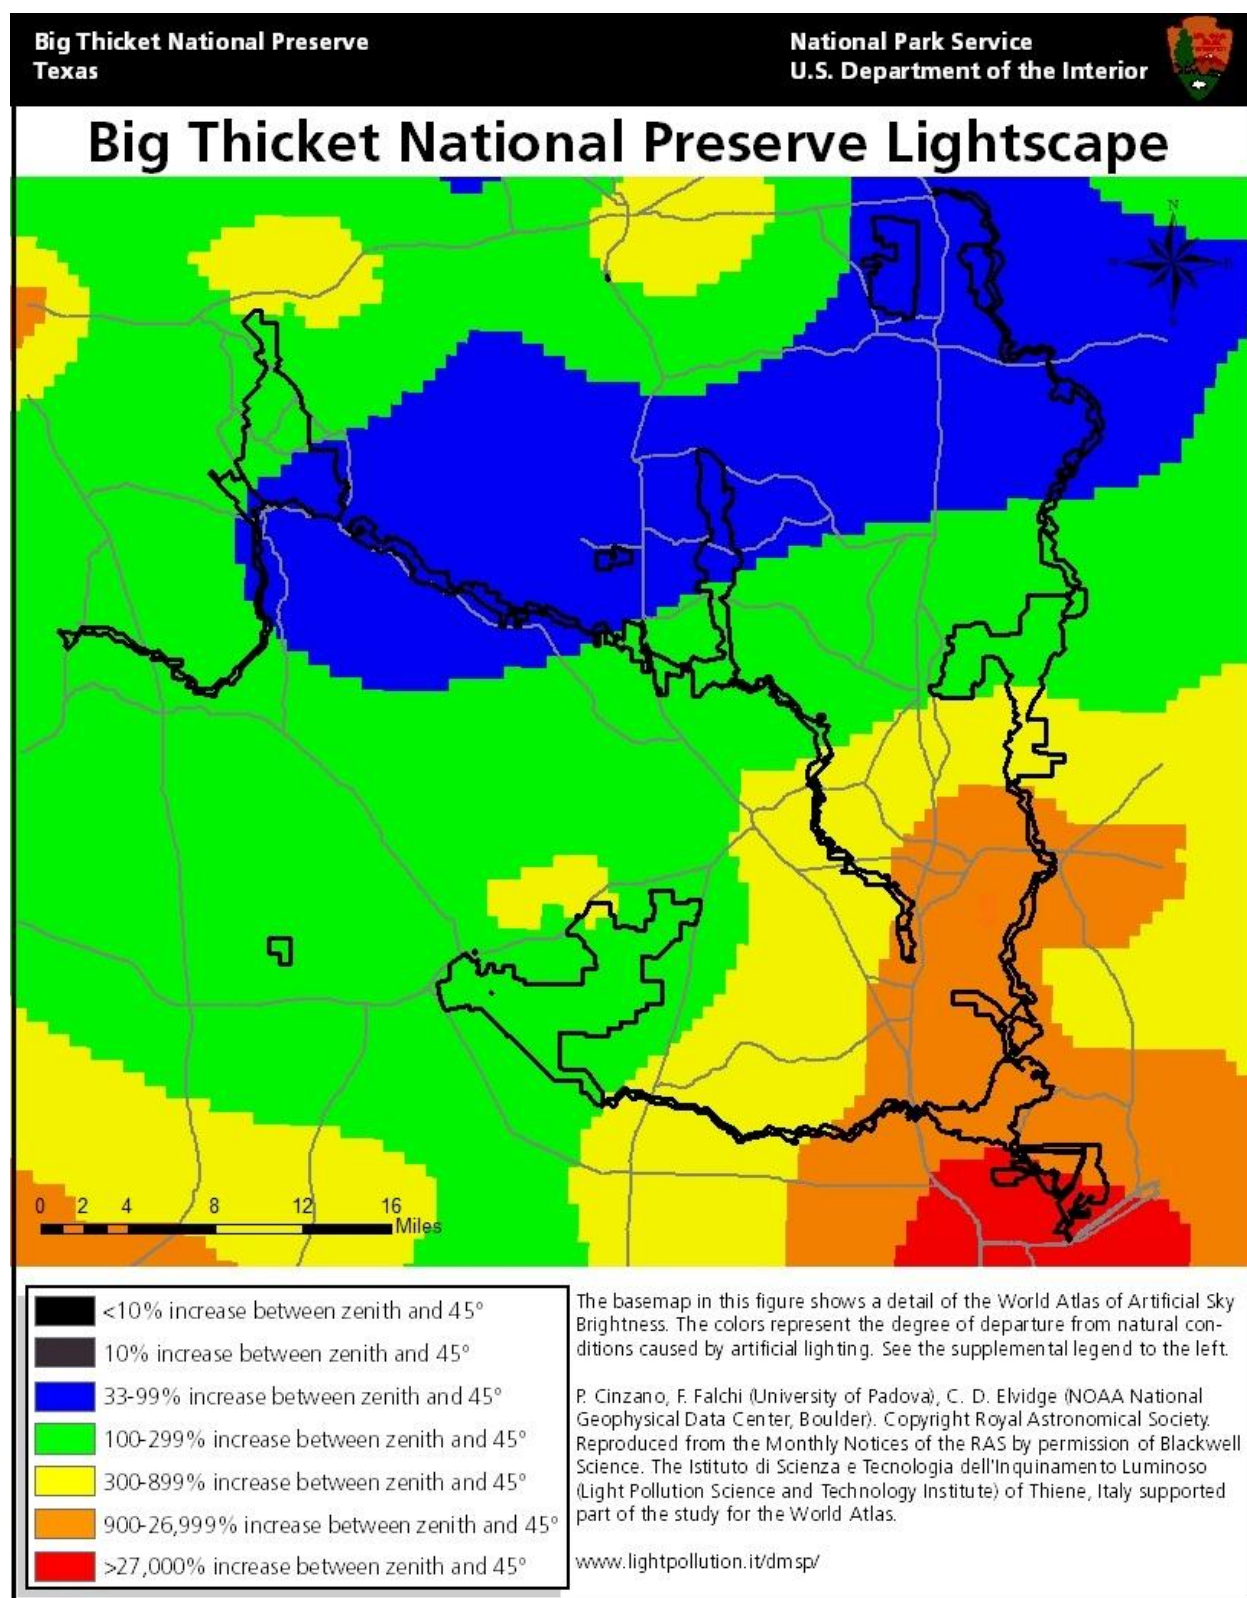 Big Thicket National Preserve
Texas
National Park Service
U.S. Department of the Interior
Big Thicket National Preserve Lightscape
N
0 2 4 8 12 16
Miles
<10% increase between zenith and 45º
10% increase between zenith and 45º
33-99% increase between zenith and 45º
100-299% increase between zenith and 45º
300-899% increase between zenith and 45º
900-26,999% increase between zenith and 45º
>27,000% increase between zenith and 45º
The basemap in this figure shows a detail of the World Atlas of Artificial Sky
Brightness. The colors represent the degree of departure from natural con-
ditions caused by artificial lighting. See the supplemental legend to the left.
P. Cinzano, F. Falchi (University of Padova), C. D. Elvidge (NOAA National
Geophysical Data Center, Boulder). Copyright Royal Astronomical Society.
Reproduced from the Monthly Notices of the RAS by permission of Blackwell
Science. The Istituto di Scienza e Tecnologia dell'Inquinamento Luminoso
(Light Pollution Science and Technology Institute) of Thiene, Italy supported
part of the study for the World Atlas.
www.lightpollution.it/dmsp/